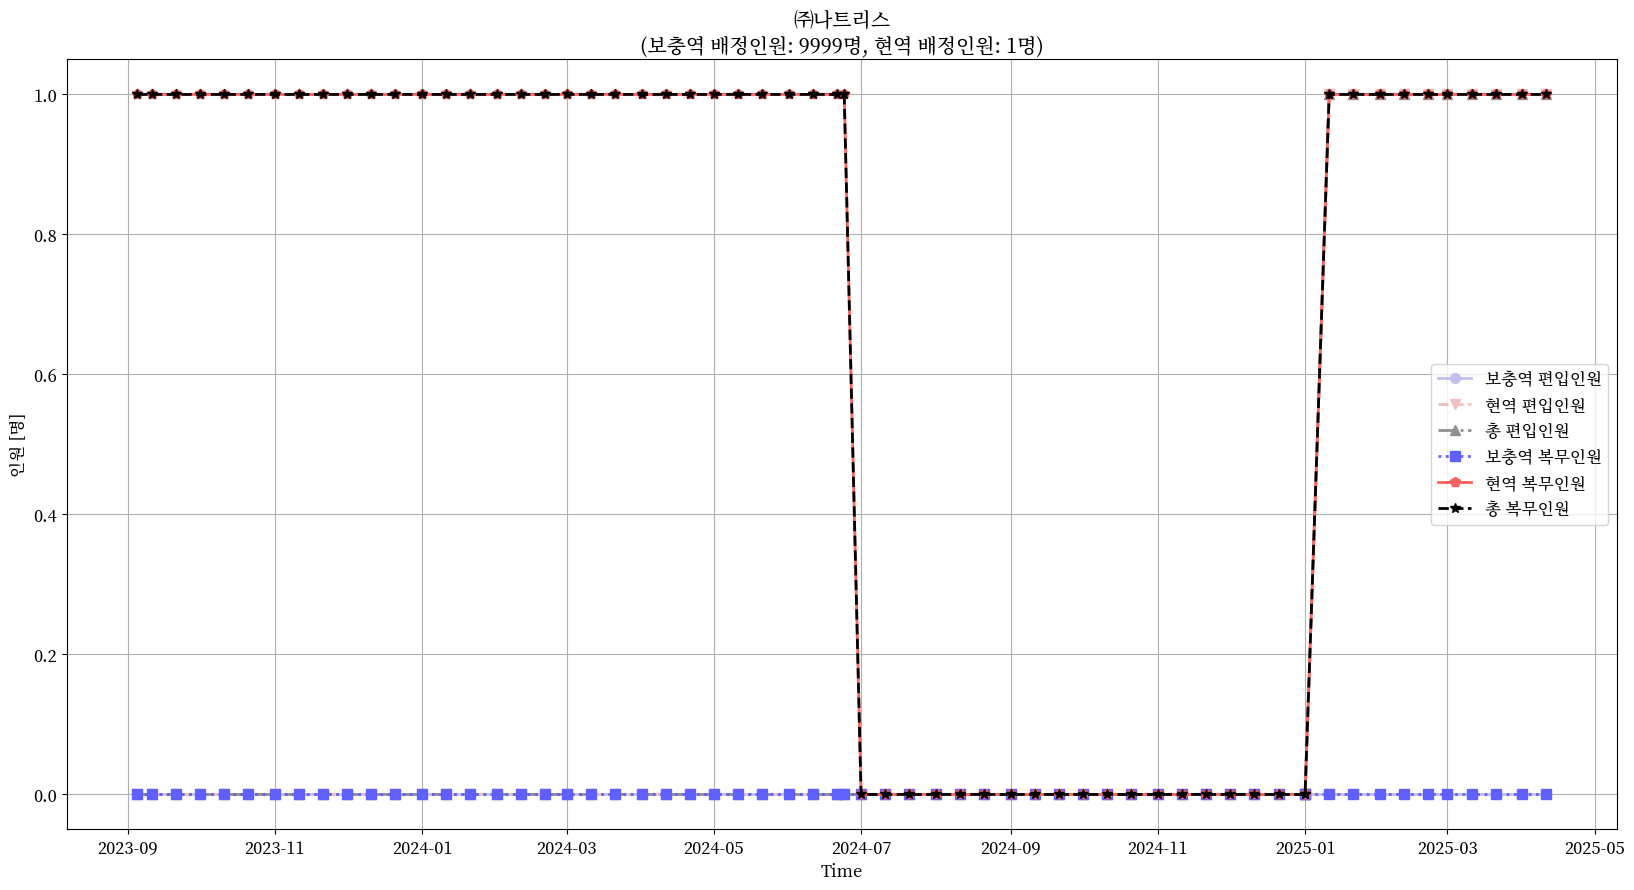 ㈜나트리스
(보충역 배정인원: 9999명, 현역 배정인원: 1명)
인원 [명]
1.0
0.8
0.6
0.4
0.2
0.0
보충역 편입인원
현역 편입인원
총 편입인원
보충역 복무인원
현역 복무인원
총 복무인원
2023-09 2023-11 2024-01 2024-03 2024-05 2024-07 2024-09 2024-11 2025-01 2025-03 2025-05
Time